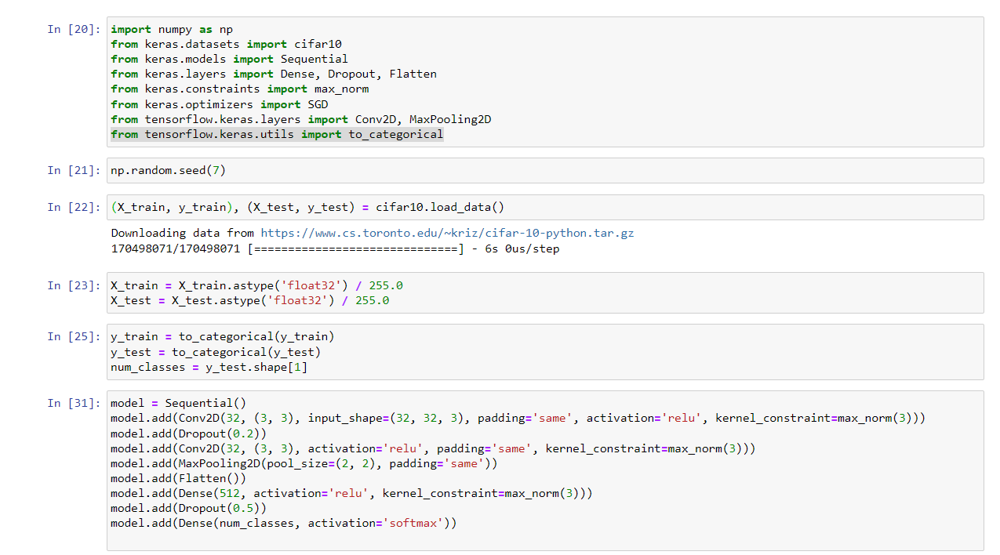 In [20]: import numpy as np
from keras.datasets import cifar10
from keras.models import Sequential
from keras.layers import Dense, Dropout, Flatten
from keras.constraints import max_norm
from keras.optimizers import SGD
from tensorflow.keras.layers import Conv2D, MaxPooling2D
from tensorflow.keras.utils import to_categorical
In [21]: np.random.seed(7)
In [22]: (X_train, y_train), (X_test, y_test) = cifar10.load_data()
Downloading data from https://www.cs.toronto.edu/~kriz/cifar-10-python.tar.gz
170498071/170498071 [==============================] - 6s 0us/step
In [23]: X_train = X_train.astype('float32') / 255.0
X_test = X_test.astype('float32') / 255.0
In [25]: y_train = to_categorical(y_train)
y_test = to_categorical(y_test)
num_classes = y_test.shape[1]
In [31]: model = Sequential()
model.add(Conv2D(32, (3, 3), input_shape=(32, 32, 3), padding='same', activation='relu', kernel_constraint=max_norm(3)))
model.add(Dropout(0.2))
model.add(Conv2D(32, (3, 3), activation='relu', padding='same', kernel_constraint=max_norm(3)))
model.add(MaxPooling2D(pool_size=(2, 2), padding='same'))
model.add(Flatten())
model.add(Dense(512, activation='relu', kernel_constraint=max_norm(3)))
model.add(Dropout(0.5))
model.add(Dense(num_classes, activation='softmax'))